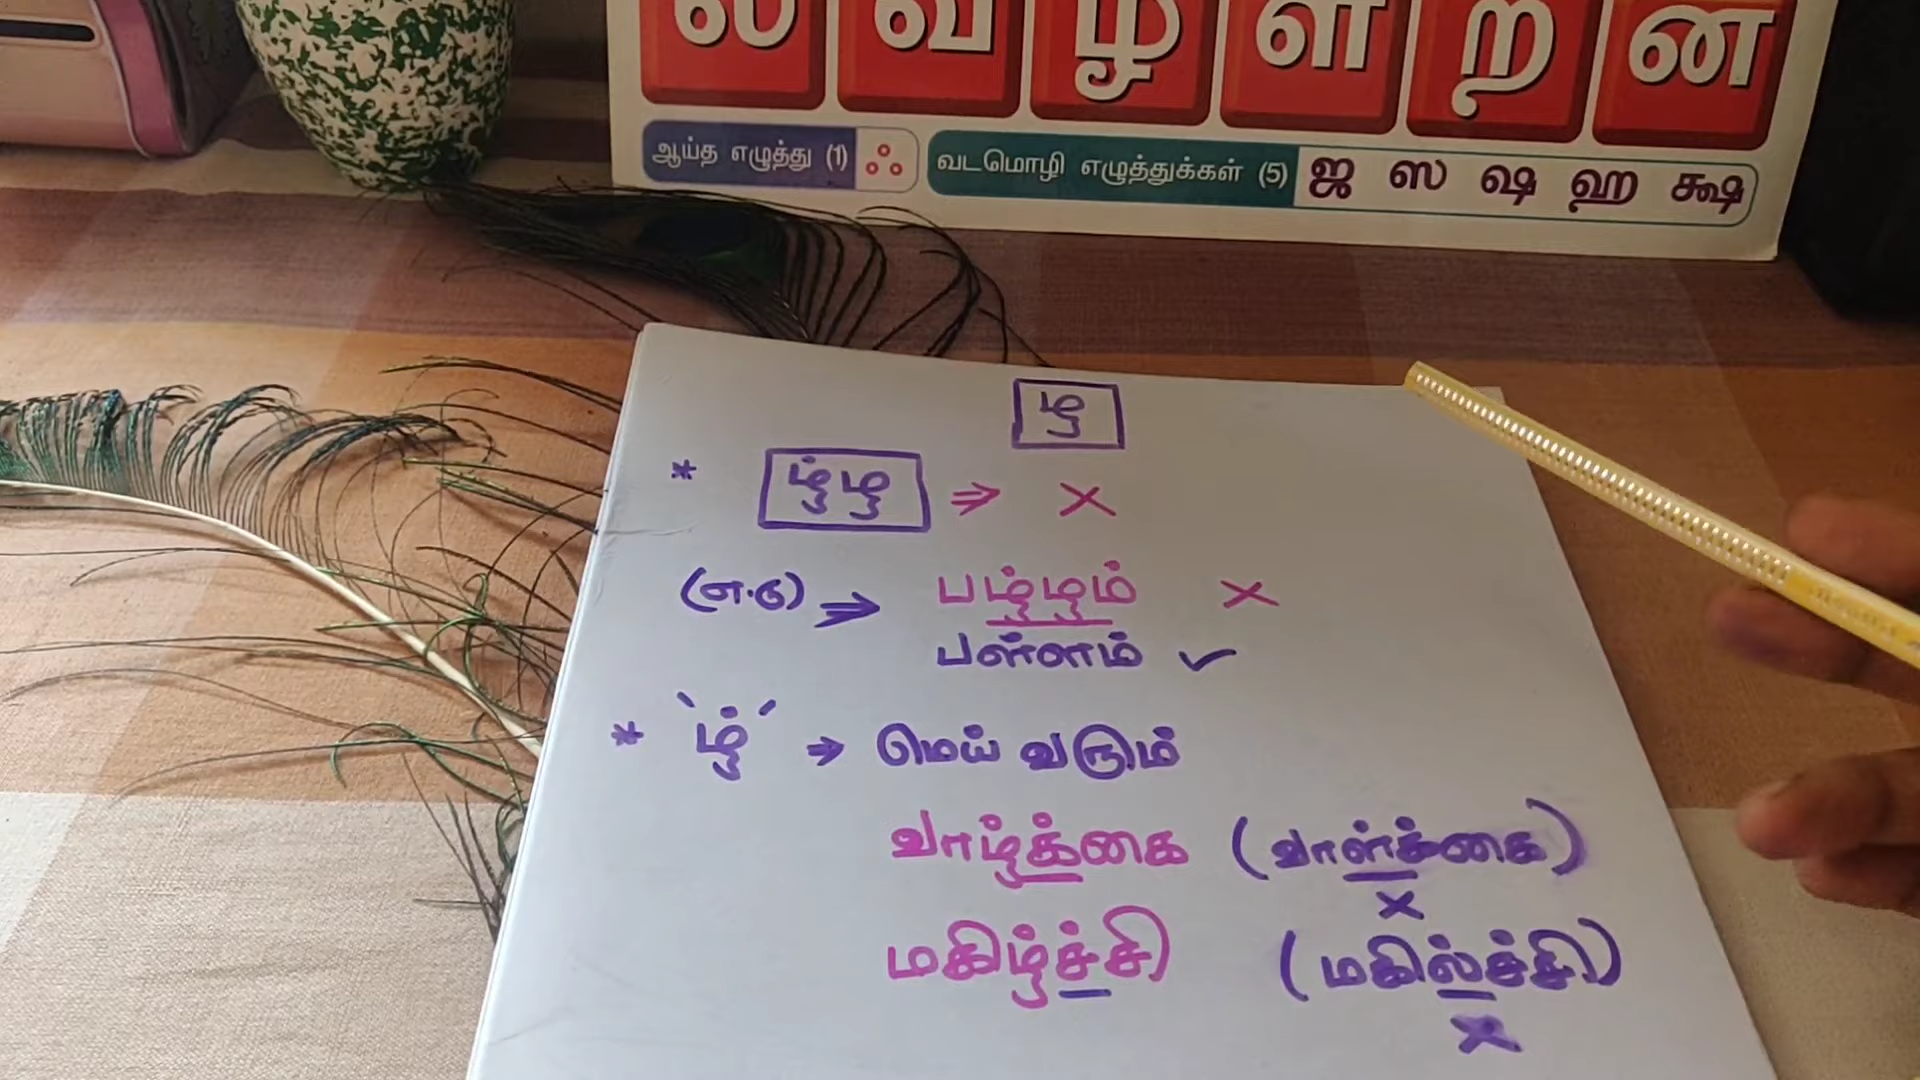 ல வ ழ ள ற ன
ஆய்த எழுத்து (1) ஃ வடமொழி எழுத்துக்கள் (5) ஜ ஸ ஷ ஹ க்ஷ
ழ
* ழ்ழ ⇒ ✗
(எ.டு) ⇒ பழ்ழம் ✗
பள்ளம் ✓
* 'ழ்' → மெய் வரும்
வாழ்க்கை (வாள்க்கை)
✗
மகிழ்ச்சி (மகில்ச்சி)
✗